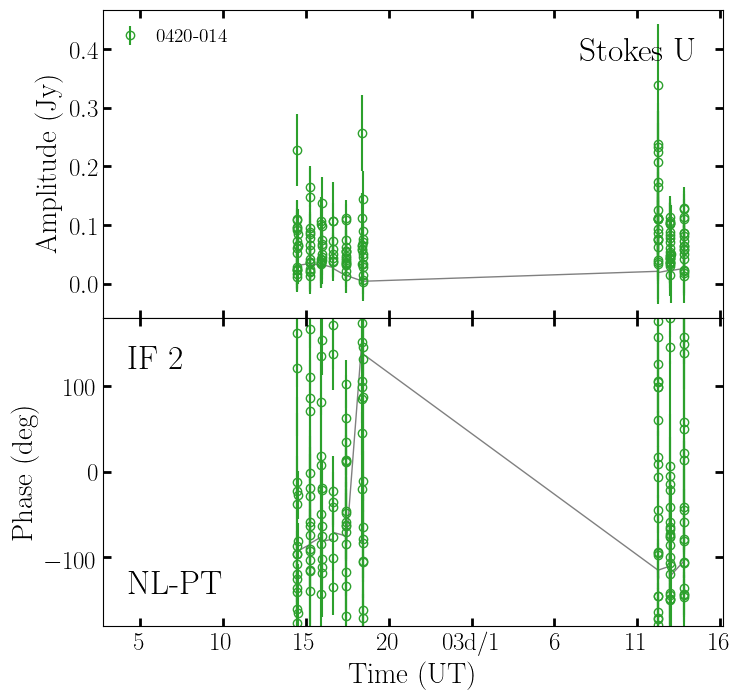 0420-014
Stokes U
Amplitude (Jy)
0.4
0.3
0.2
0.1
0.0
IF 2
NL-PT
Phase (deg)
100
0
−100
5 10 15 20 03d/1 6 11 16
Time (UT)